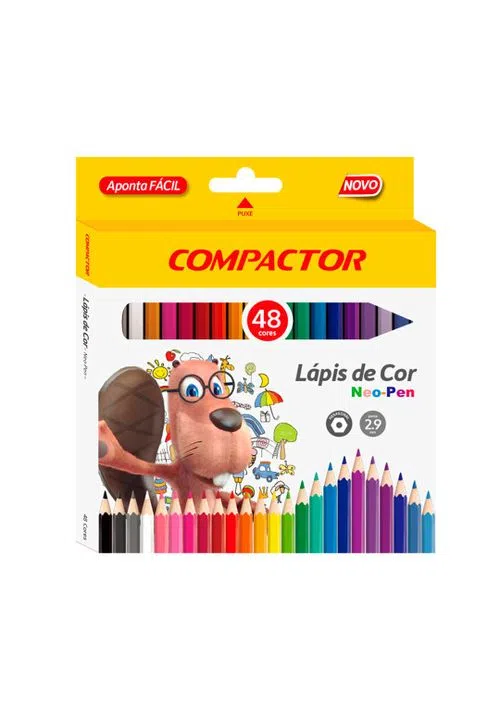 Aponta FÁCIL
NOVO
PUXE
COMPACTOR
48
cores
Lápis de Cor
Neo-Pen
2.9
COMPACTOR
Lápis de Cor
Neo-Pen
48 Cores